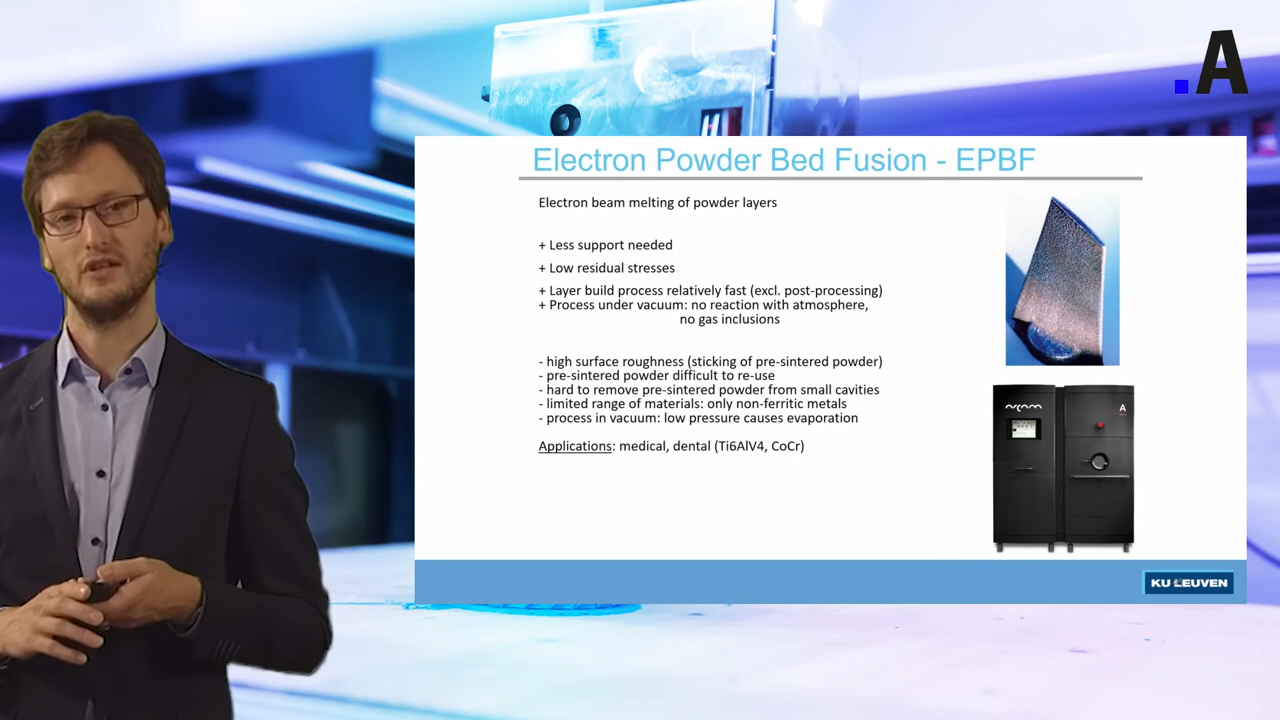 .A
Electron Powder Bed Fusion - EPBF
Electron beam melting of powder layers
+ Less support needed
+ Low residual stresses
+ Layer build process relatively fast (excl. post-processing)
+ Process under vacuum: no reaction with atmosphere,
no gas inclusions
- high surface roughness (sticking of pre-sintered powder)
- pre-sintered powder difficult to re-use
- hard to remove pre-sintered powder from small cavities
- limited range of materials: only non-ferritic metals
- process in vacuum: low pressure causes evaporation
Applications: medical, dental (Ti6AlV4, CoCr)
arcam
A
KU LEUVEN